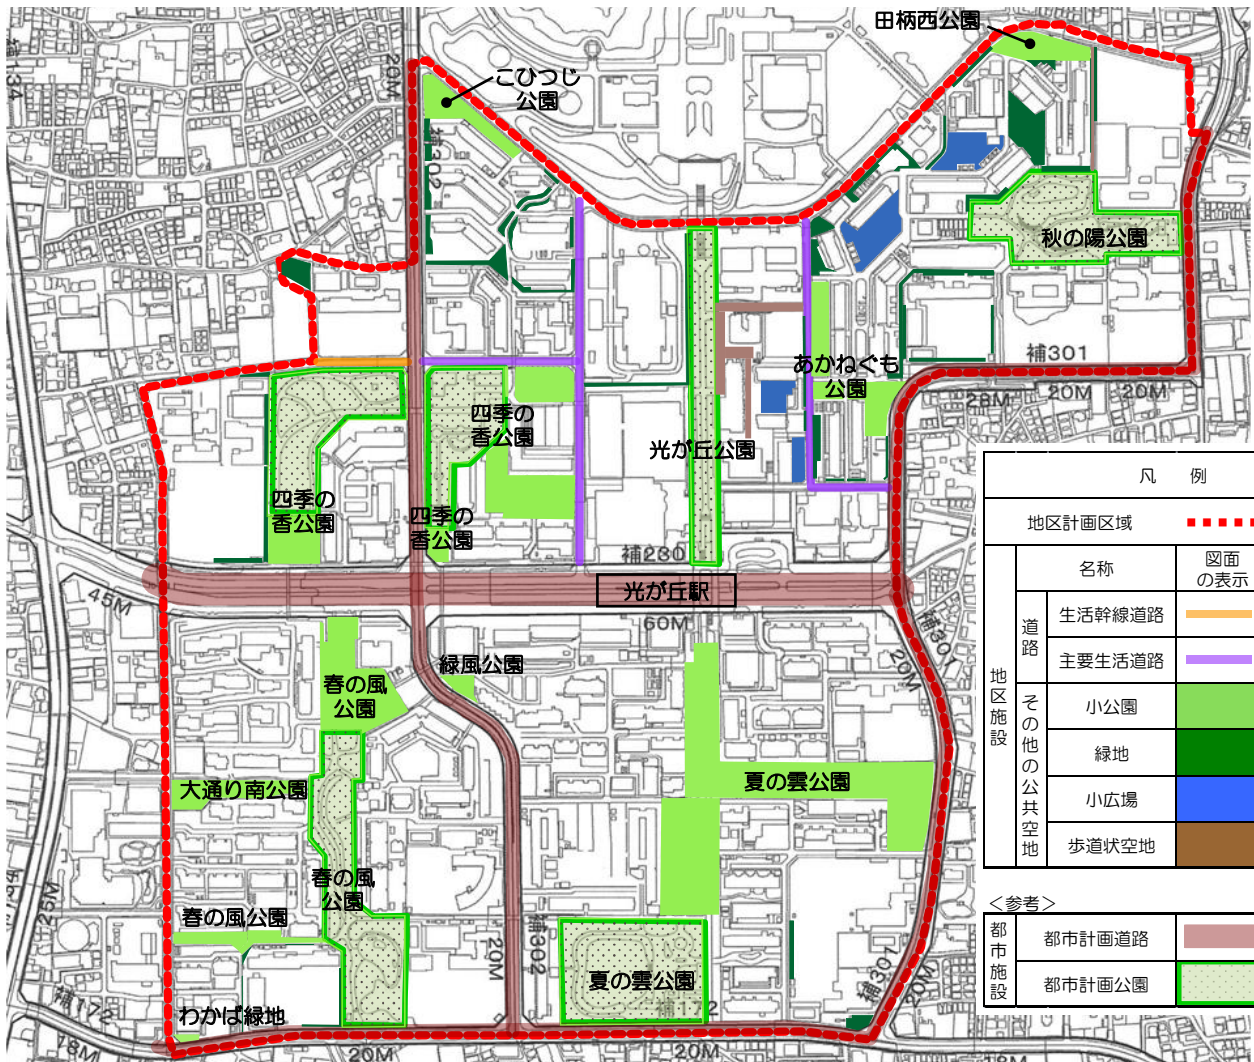 田柄西公園
こひつじ
公園
補134
20M
補302
秋の陽公園
補301
20M
20M
28M
あかねぐも
公園
四季の
香公園
光が丘公園
四季の
香公園
四季の
香公園
補230
光が丘駅
60M
45M
補301
20M
緑風公園
春の風
公園
大通り南公園
夏の雲公園
春の風
公園
春の風公園
25M
20M
補302
夏の雲公園
補307
20M
わかば緑地
補172
18M
20M
20M
18M
凡 例
地区計画区域
名称
図面
の表示
地区施設
道路
生活幹線道路
主要生活道路
その他の公共空地
小公園
緑地
小広場
歩道状空地
<参考>
都市施設
都市計画道路
都市計画公園